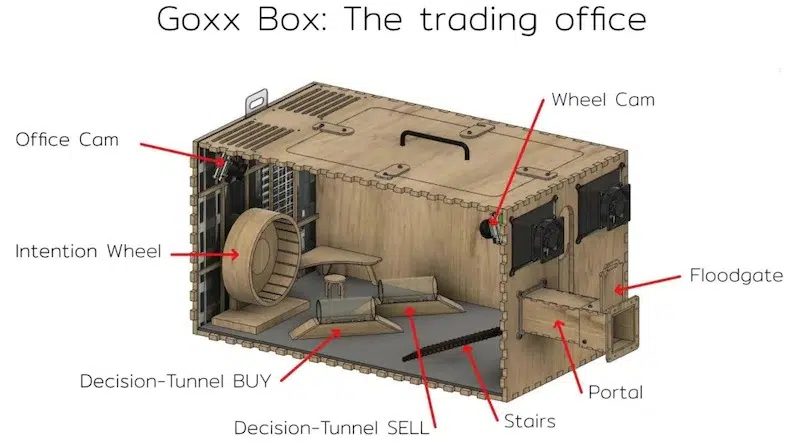 Goxx Box: The trading office
Wheel Cam
Office Cam
Intention Wheel
Floodgate
Decision-Tunnel BUY
Portal
Decision-Tunnel SELL
Stairs